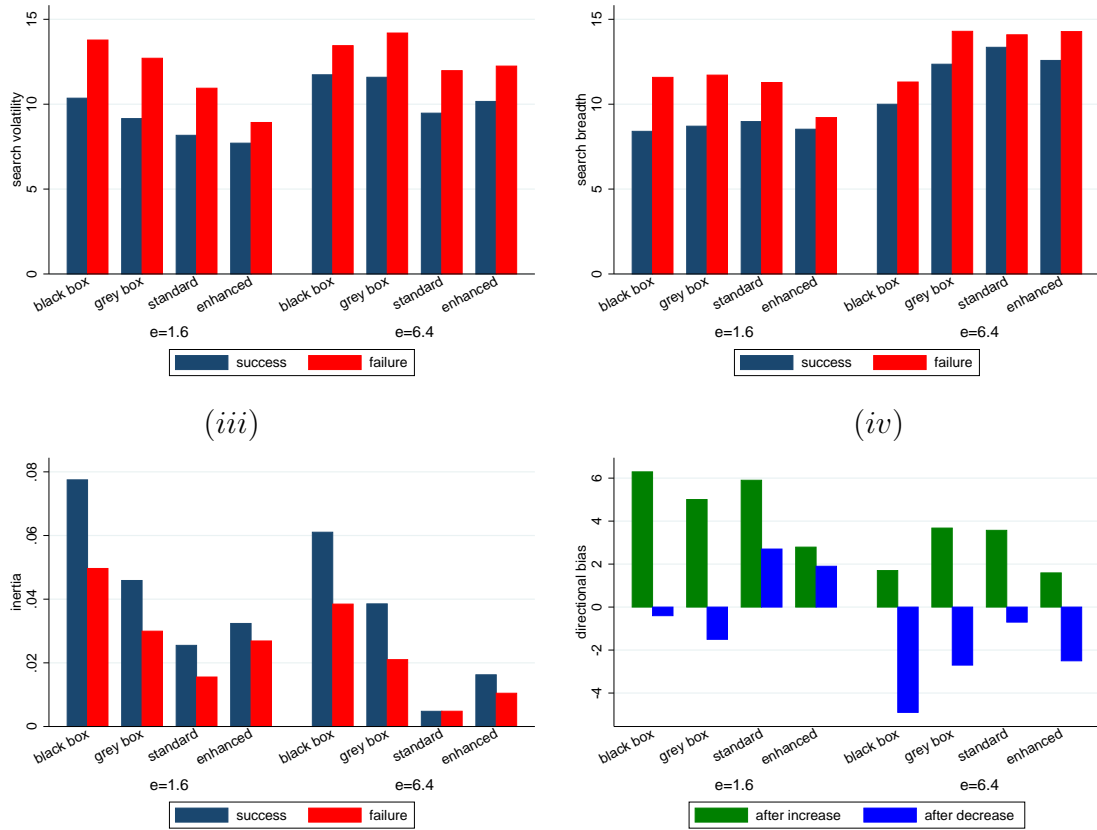 search volatility
0 5 10 15
black box grey box standard enhanced black box grey box standard enhanced
e=1.6 e=6.4
success failure
search breadth
0 5 10 15
black box grey box standard enhanced black box grey box standard enhanced
e=1.6 e=6.4
success failure
(iii)
(iv)
inertia
0 .02 .04 .06 .08
black box grey box standard enhanced black box grey box standard enhanced
e=1.6 e=6.4
success failure
directional bias
-4 -2 0 2 4 6
black box grey box standard enhanced black box grey box standard enhanced
e=1.6 e=6.4
after increase after decrease